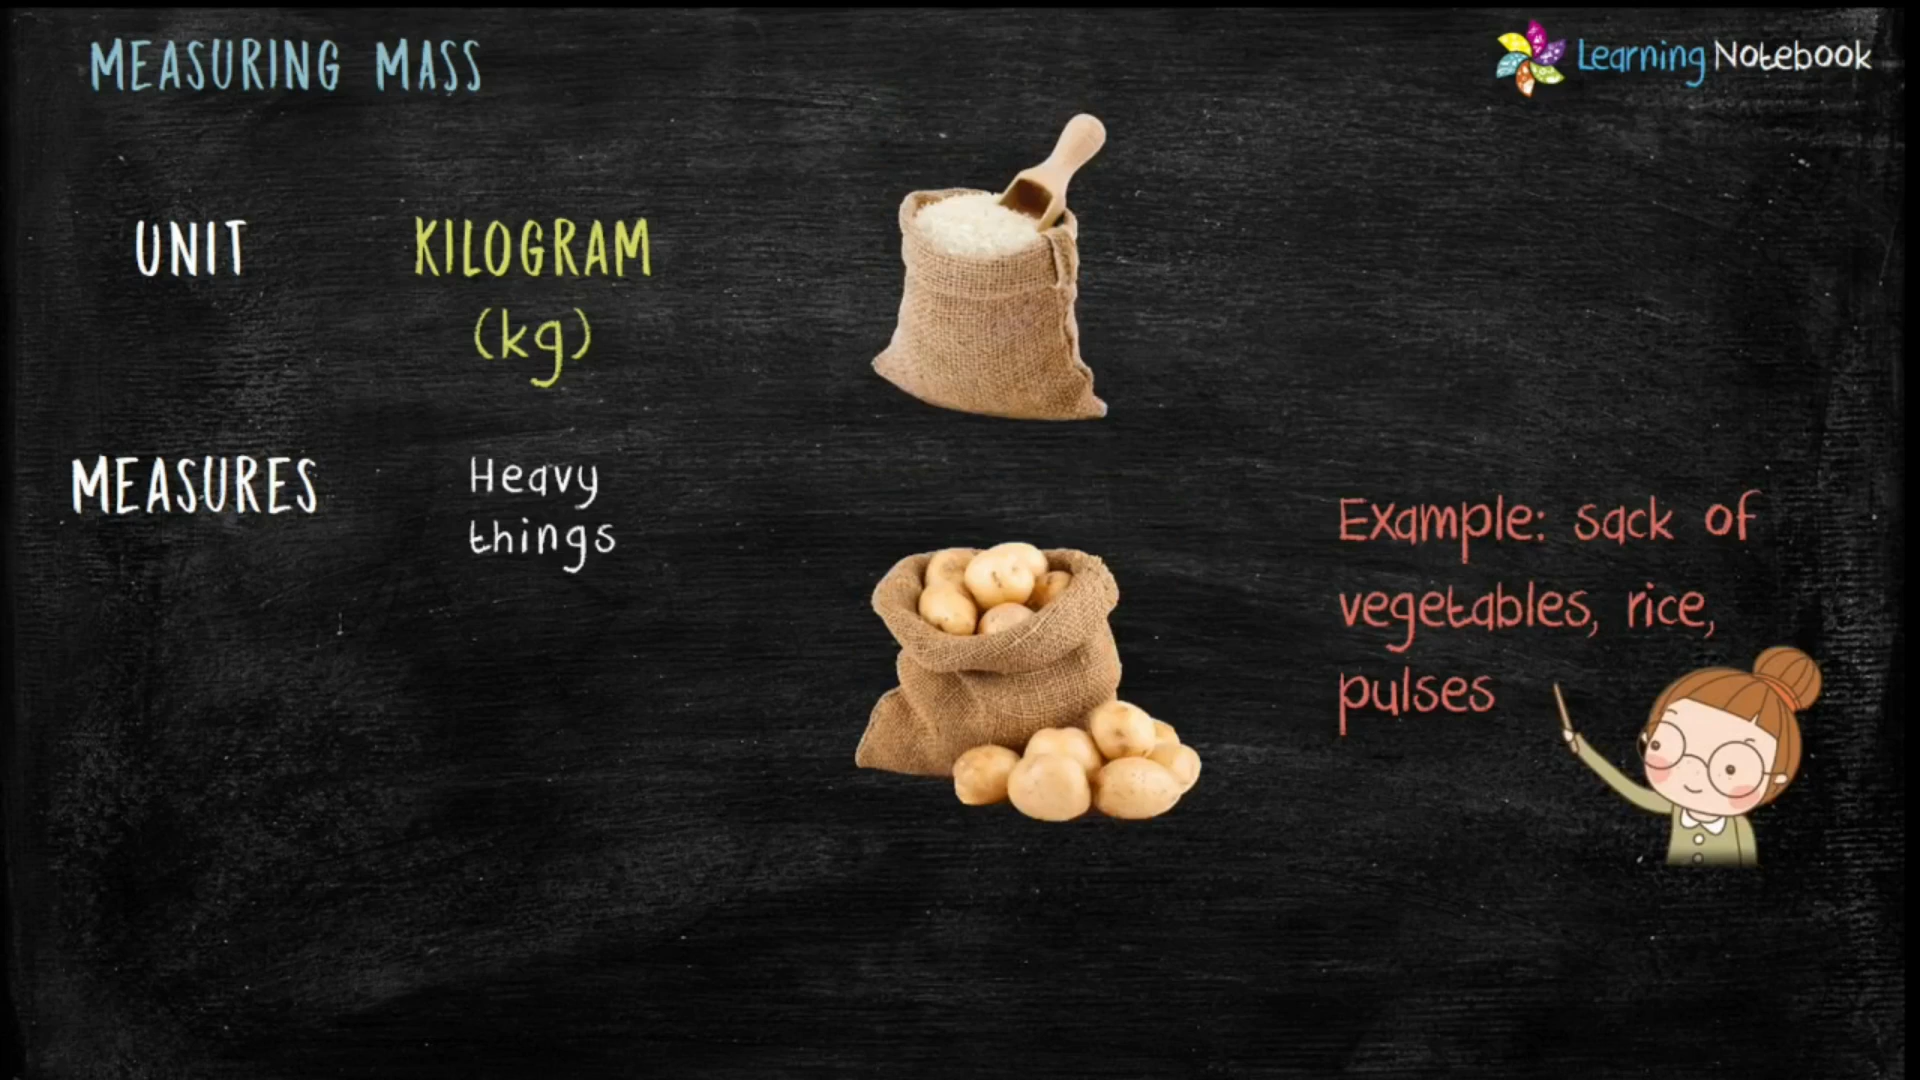 MEASURING MASS
Learning Notebook
UNIT KILOGRAM
(kg)
MEASURES Heavy
things
Example: sack of
vegetables, rice,
pulses